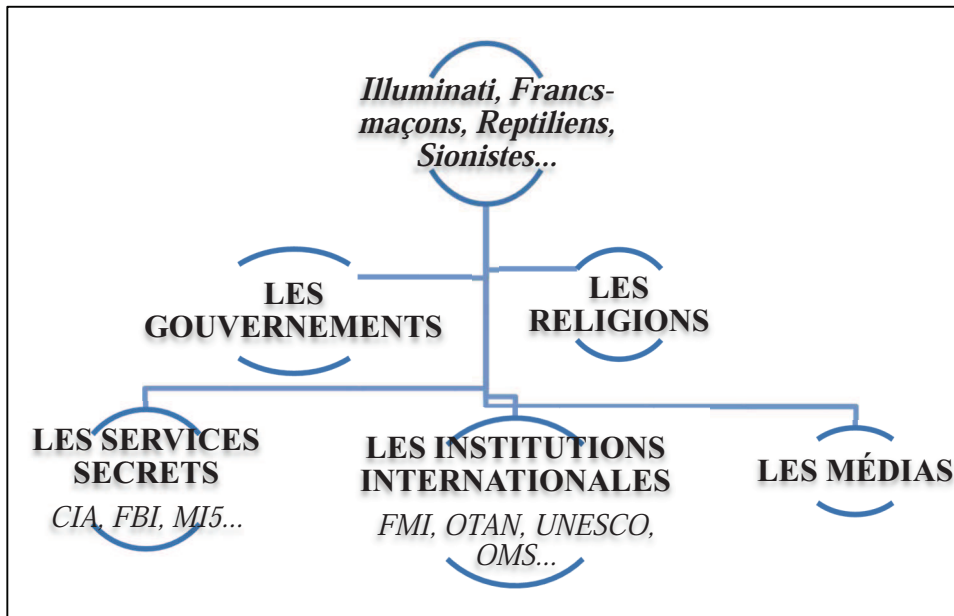 Illuminati, Francs-
maçons, Reptiliens,
Sionistes...
LES
GOUVERNEMENTS
LES
RELIGIONS
LES SERVICES
SECRETS
CIA, FBI, MI5...
LES INSTITUTIONS
INTERNATIONALES
FMI, OTAN, UNESCO,
OMS...
LES MÉDIAS